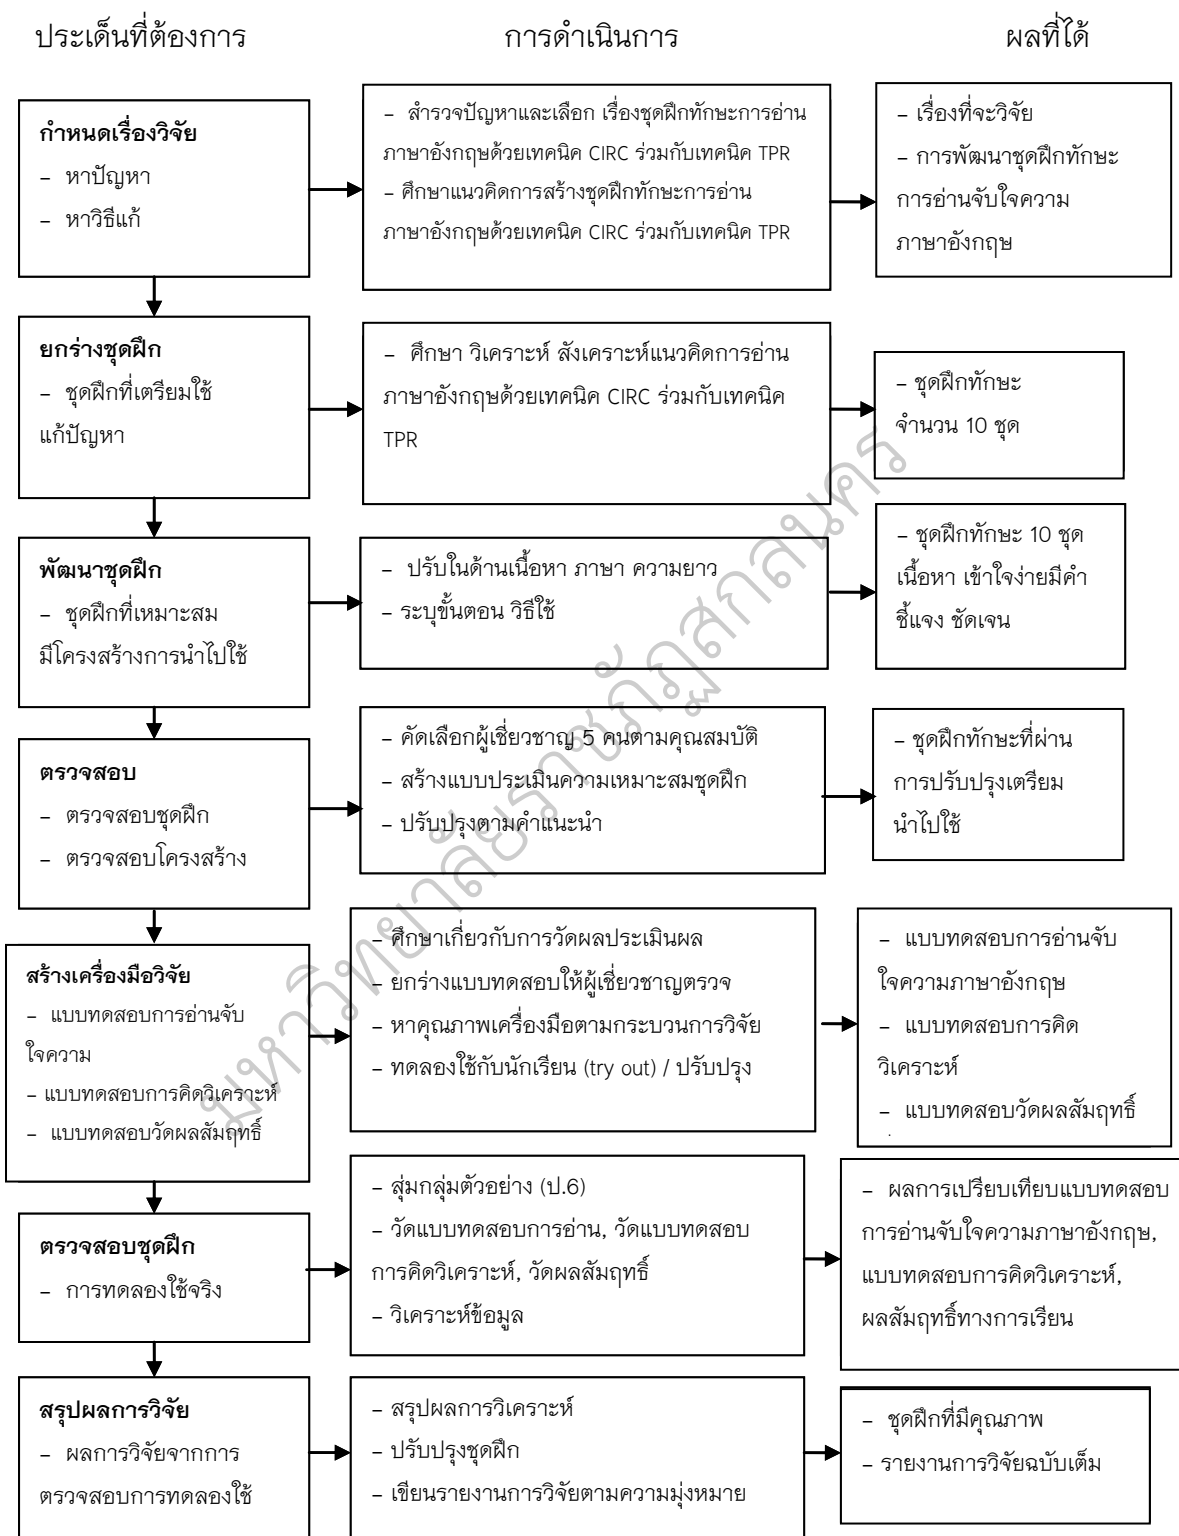 ประเด็นที่ต้องการ
การดำเนินการ
ผลที่ได้
กำหนดเรื่องวิจัย
– หาปัญหา
– หาวิธีแก้
– สำรวจปัญหาและเลือก เรื่องชุดฝึกทักษะการอ่าน
ภาษาอังกฤษด้วยเทคนิค CIRC ร่วมกับเทคนิค TPR
– ศึกษาแนวคิดการสร้างชุดฝึกทักษะการอ่าน
ภาษาอังกฤษด้วยเทคนิค CIRC ร่วมกับเทคนิค TPR
– เรื่องที่จะวิจัย
– การพัฒนาชุดฝึกทักษะ
การอ่านจับใจความ
ภาษาอังกฤษ
ยกร่างชุดฝึก
– ชุดฝึกที่เตรียมใช้
แก้ปัญหา
– ศึกษา วิเคราะห์ สังเคราะห์แนวคิดการอ่าน
ภาษาอังกฤษด้วยเทคนิค CIRC ร่วมกับเทคนิค
TPR
– ชุดฝึกทักษะ
จำนวน 10 ชุด
พัฒนาชุดฝึก
– ชุดฝึกที่เหมาะสม
มีโครงสร้างการนำไปใช้
– ปรับในด้านเนื้อหา ภาษา ความยาว
– ระบุขั้นตอน วิธีใช้
– ชุดฝึกทักษะ 10 ชุด
เนื้อหา เข้าใจง่ายมีคำ
ชี้แจง ชัดเจน
ตรวจสอบ
– ตรวจสอบชุดฝึก
– ตรวจสอบโครงสร้าง
– คัดเลือกผู้เชี่ยวชาญ 5 คนตามคุณสมบัติ
– สร้างแบบประเมินความเหมาะสมชุดฝึก
– ปรับปรุงตามคำแนะนำ
– ชุดฝึกทักษะที่ผ่าน
การปรับปรุงเตรียม
นำไปใช้
สร้างเครื่องมือวิจัย
– แบบทดสอบการอ่านจับ
ใจความ
– แบบทดสอบการคิดวิเคราะห์
– แบบทดสอบวัดผลสัมฤทธิ์
– ศึกษาเกี่ยวกับการวัดผลประเมินผล
– ยกร่างแบบทดสอบให้ผู้เชี่ยวชาญตรวจ
– หาคุณภาพเครื่องมือตามกระบวนการวิจัย
– ทดลองใช้กับนักเรียน (try out) / ปรับปรุง
– แบบทดสอบการอ่านจับ
ใจความภาษาอังกฤษ
– แบบทดสอบการคิด
วิเคราะห์
– แบบทดสอบวัดผลสัมฤทธิ์
ตรวจสอบชุดฝึก
– การทดลองใช้จริง
– สุ่มกลุ่มตัวอย่าง (ป.6)
– วัดแบบทดสอบการอ่าน, วัดแบบทดสอบ
การคิดวิเคราะห์, วัดผลสัมฤทธิ์
– วิเคราะห์ข้อมูล
– ผลการเปรียบเทียบแบบทดสอบ
การอ่านจับใจความภาษาอังกฤษ,
แบบทดสอบการคิดวิเคราะห์,
ผลสัมฤทธิ์ทางการเรียน
สรุปผลการวิจัย
– ผลการวิจัยจากการ
ตรวจสอบการทดลองใช้
– สรุปผลการวิเคราะห์
– ปรับปรุงชุดฝึก
– เขียนรายงานการวิจัยตามความมุ่งหมาย
– ชุดฝึกที่มีคุณภาพ
– รายงานการวิจัยฉบับเต็ม
มหาวิทยาลัยราชภัฏสกลนคร